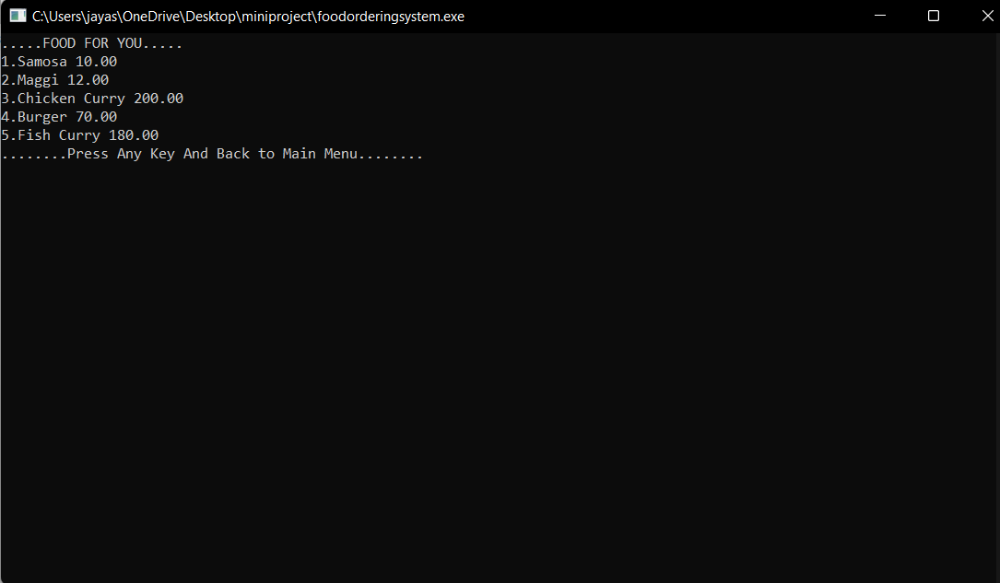 C:\Users\jayas\OneDrive\Desktop\miniproject\foodorderingsystem.exe
.....FOOD FOR YOU.....
1.Samosa 10.00
2.Maggi 12.00
3.Chicken Curry 200.00
4.Burger 70.00
5.Fish Curry 180.00
........Press Any Key And Back to Main Menu........